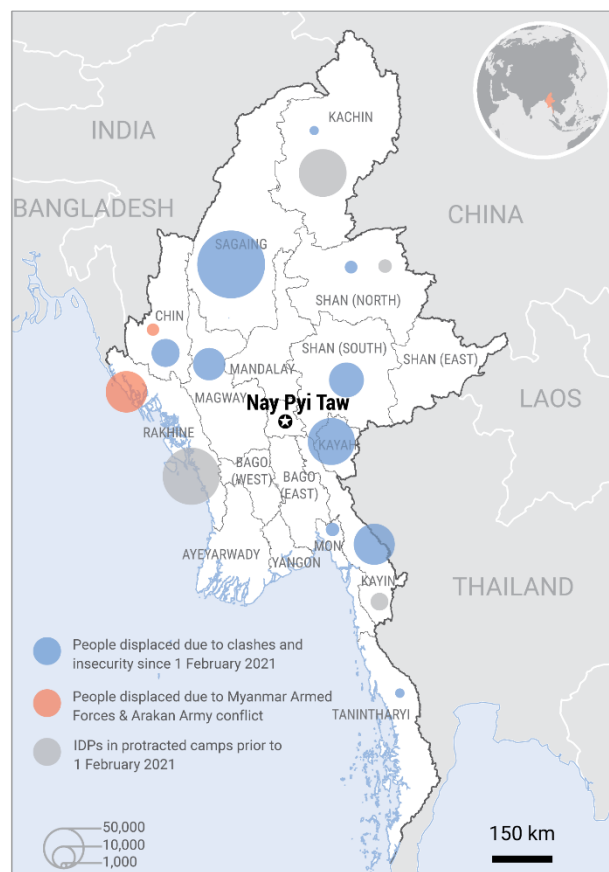 KACHIN
INDIA
BANGLADESH
CHINA
SAGAING
SHAN (NORTH)
CHIN
SHAN (SOUTH)
SHAN (EAST)
MANDALAY
MAGWAY
LAOS
Nay Pyi Taw
RAKHINE
KAYAH
BAGO
(WEST)
BAGO
(EAST)
MON
AYEYARWADY
YANGON
KAYIN
THAILAND
People displaced due to clashes and
insecurity since 1 February 2021
People displaced due to Myanmar Armed
Forces & Arakan Army conflict
TANINTHARYI
IDPs in protracted camps prior to
1 February 2021
50,000
10,000
1,000
150 km